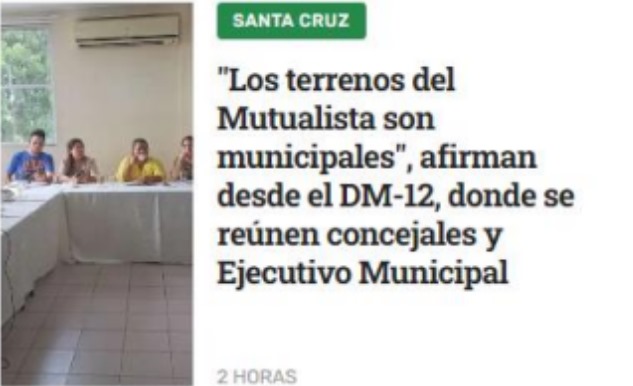 SANTA CRUZ
"Los terrenos del
Mutualista son
municipales", afirman
desde el DM-12, donde se
reúnen concejales y
Ejecutivo Municipal
2 HORAS